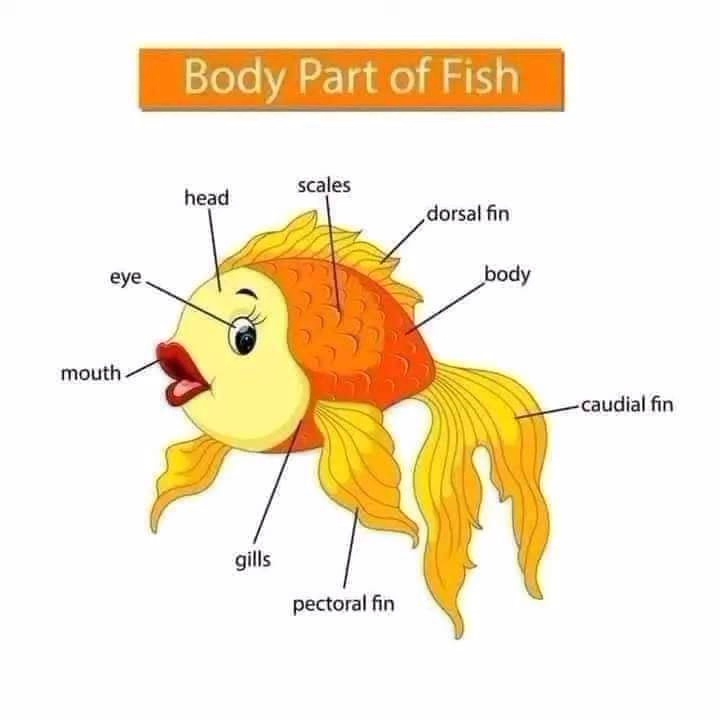 Body Part of Fish
scales
head
dorsal fin
eye
body
mouth
caudial fin
gills
pectoral fin